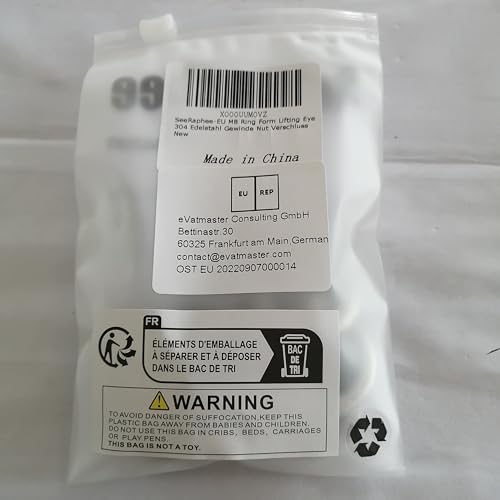 99
X000UUMOVZ
SeeRaphee-EU M8 Ring Form Lifting Eye
304 Edelstahl Gewinde Nut Verschluss
New
Made in China
EU REP
eVatmaster Consulting GmbH
Bettinastr.30
60325 Frankfurt am Main,German
contact@evatmaster.com
OST EU 20220907000014
FR
ÉLÉMENTS D'EMBALLAGE
À SÉPARER ET À DÉPOSER
DANS LE BAC DE TRI
BAC
DE
TRI
WARNING
TO AVOID DANGER OF SUFFOCATION,KEEP THIS
PLASTIC BAG AWAY FROM BABIES AND CHILDREN.
DO NOT USE THIS BAG IN CRIBS, BEDS, CARRIAGES
OR PLAY PENS.
THIS BAG IS NOT A TOY.